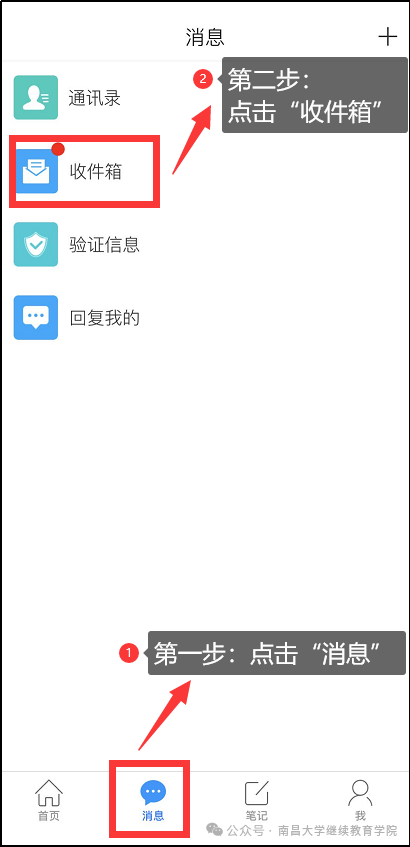 消息
通讯录
2
第二步：
点击“收件箱”
收件箱
验证信息
回复我的
1
第一步：点击“消息”
首页
消息
笔记
我
公众号 · 南昌大学继续教育学院